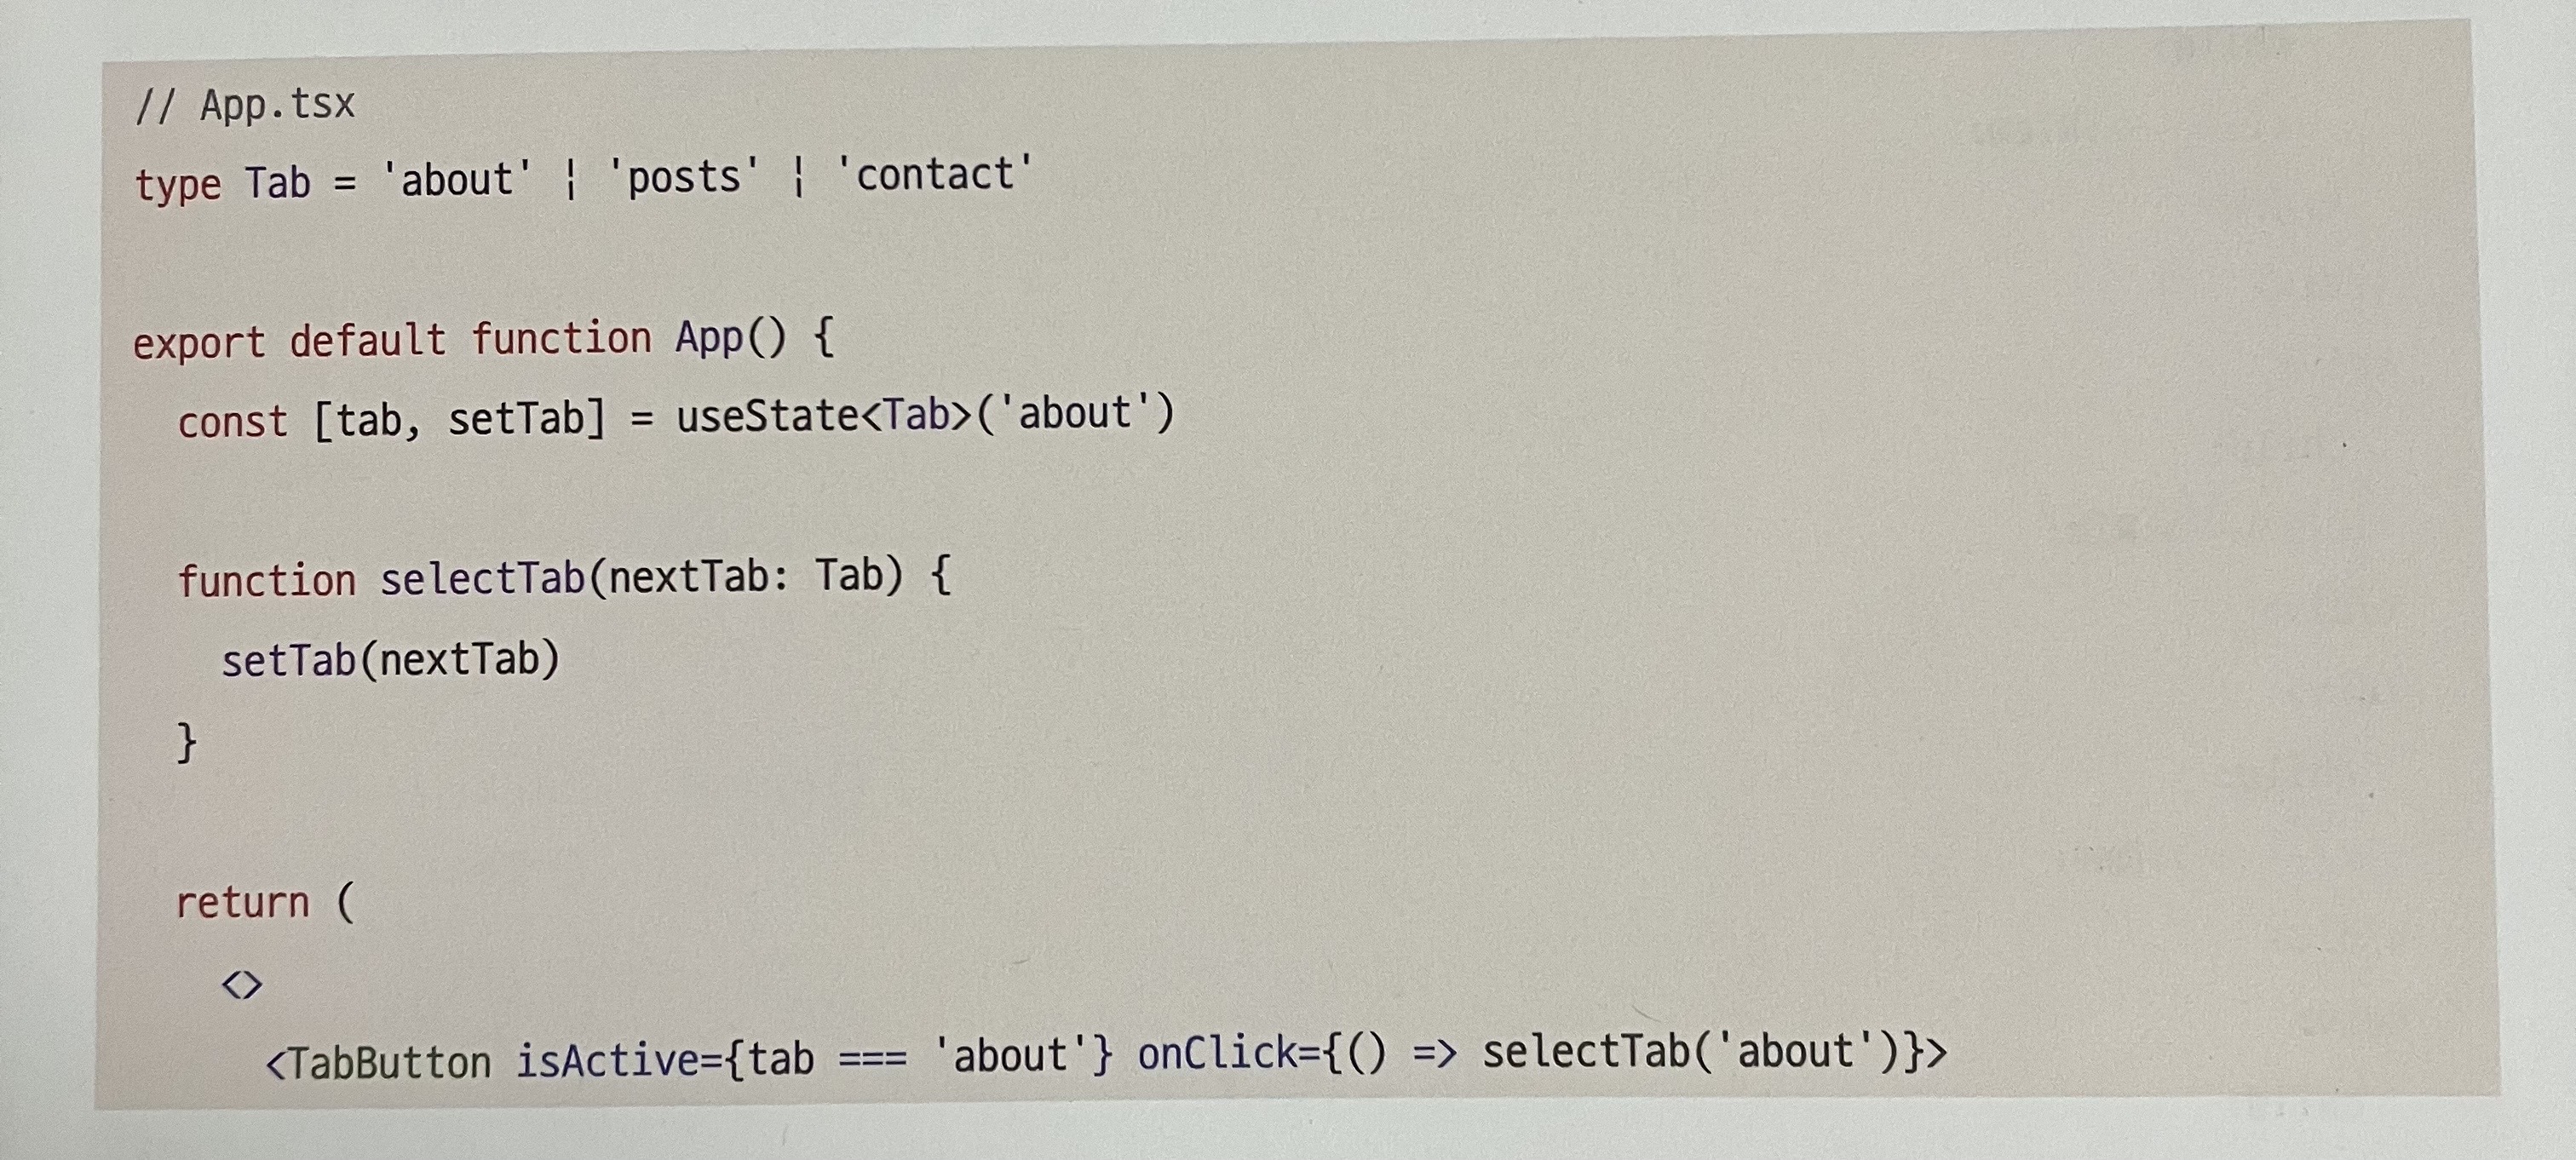 // App.tsx
type Tab = 'about' | 'posts' | 'contact'

export default function App() {
  const [tab, setTab] = useState<Tab>('about')

  function selectTab(nextTab: Tab) {
    setTab(nextTab)
  }

  return (
    <>
      <TabButton isActive={tab === 'about'} onClick={() => selectTab('about')}>